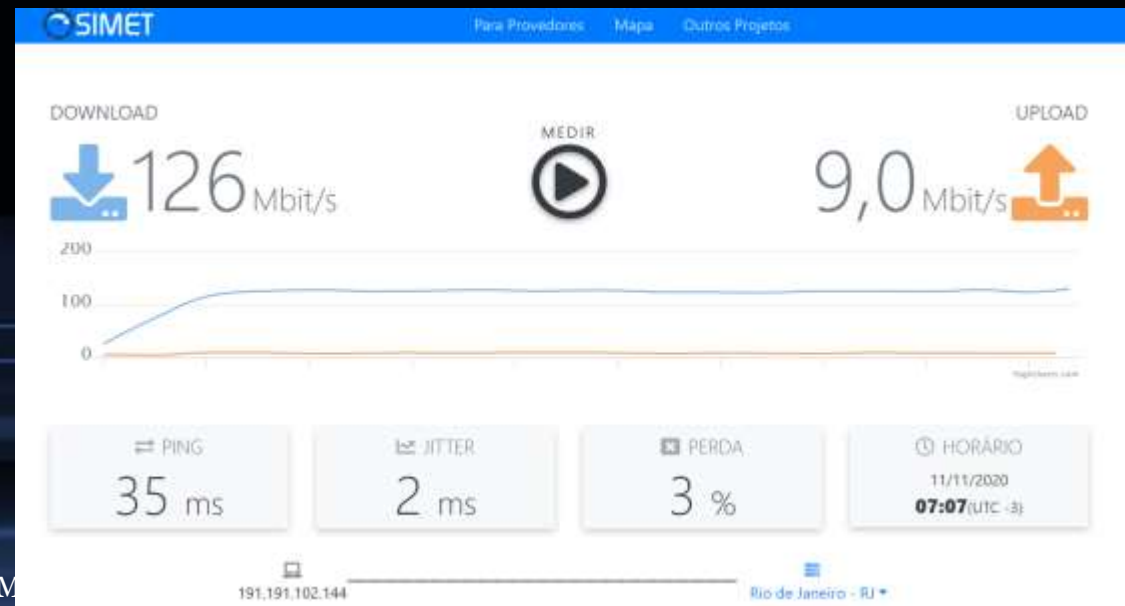 SIMET
Para Provedores Mapa Outros Projetos
DOWNLOAD
UPLOAD
MEDIR
126 Mbit/s
9,0 Mbit/s
200
100
0
PING
JITTER
PERDA
HORÁRIO
35 ms
2 ms
3 %
11/11/2020
07:07(UTC -3)
M
191.191.102.144
Rio de Janeiro - RJ